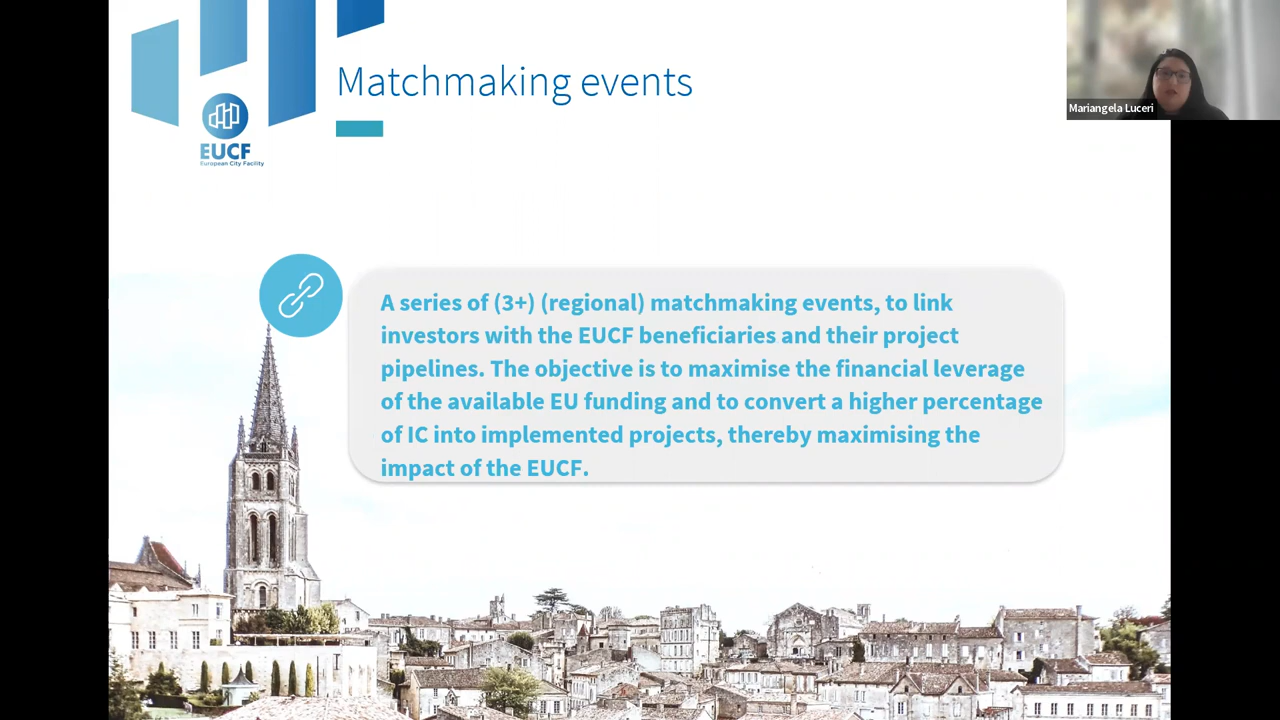 Matchmaking events
Mariangela Luceri
EUCF
European City Facility
A series of (3+) (regional) matchmaking events, to link
investors with the EUCF beneficiaries and their project
pipelines. The objective is to maximise the financial leverage
of the available EU funding and to convert a higher percentage
of IC into implemented projects, thereby maximising the
impact of the EUCF.